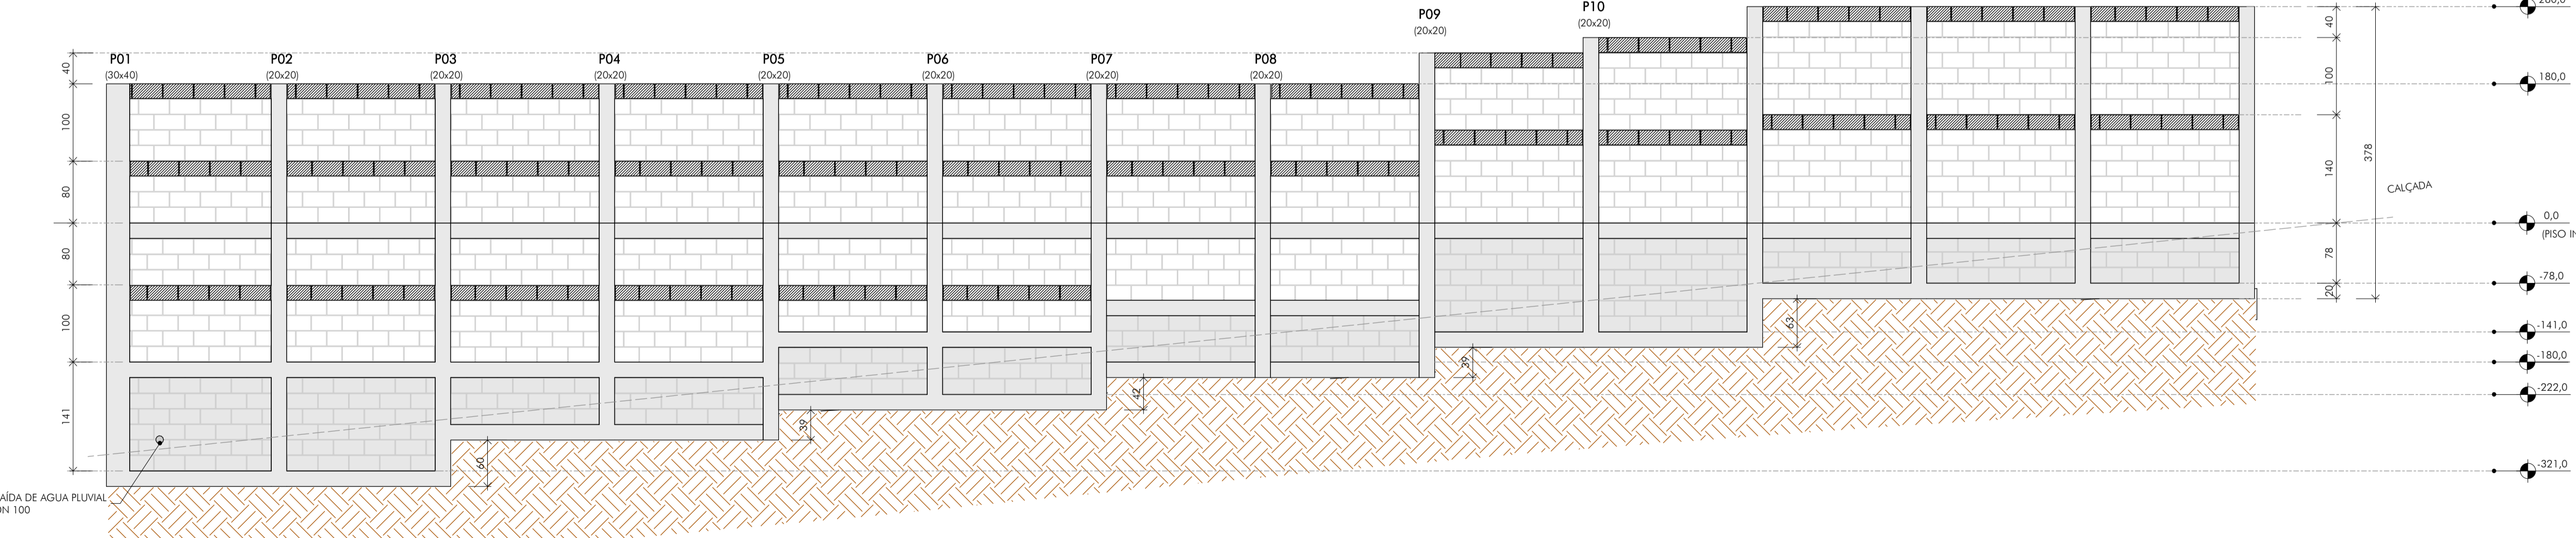 P01
(30x40)
P02
(20x20)
P03
(20x20)
P04
(20x20)
P05
(20x20)
P06
(20x20)
P07
(20x20)
P08
(20x20)
P09
(20x20)
P10
(20x20)
40
100
80
80
100
141
60
39
42
39
63
40
100
140
78
20
378
CALÇADA
180,0
0,0
(PISO IN
-78,0
-141,0
-180,0
-222,0
-321,0
AÍDA DE AGUA PLUVIAL
N 100